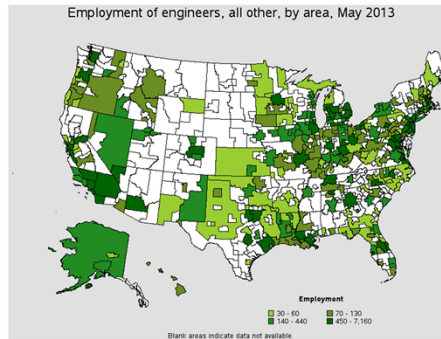 Employment of engineers, all other, by area, May 2013
Employment
30 - 60
70 - 130
140 - 440
450 - 7,160
Blank areas indicate data not available.